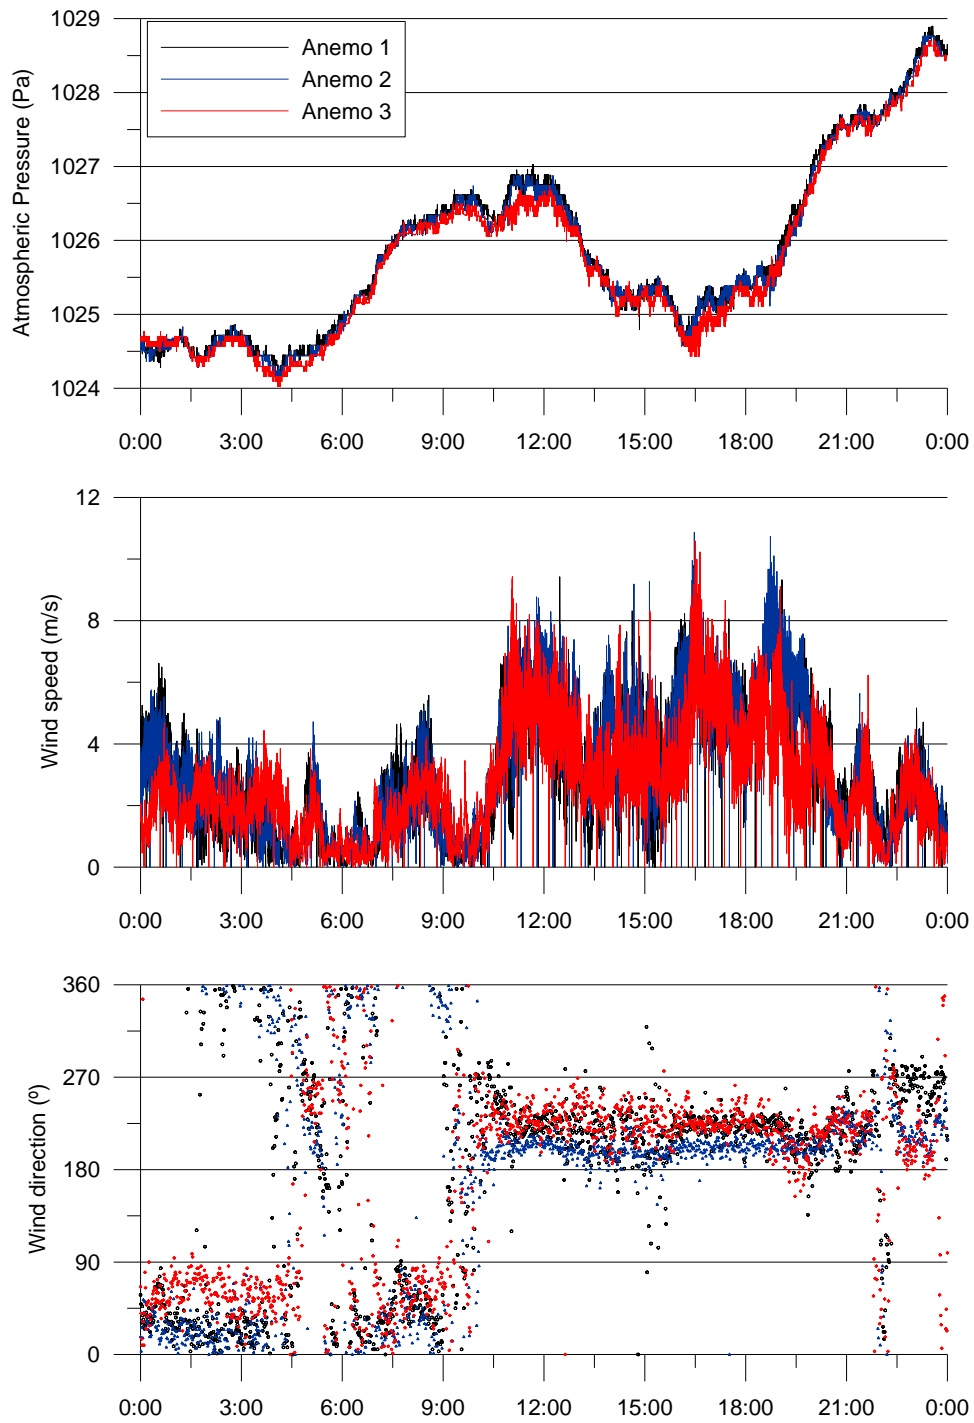 1029
1028
1027
1026
1025
1024
Atmospheric Pressure (Pa)
Anemo 1
Anemo 2
Anemo 3
0:00 3:00 6:00 9:00 12:00 15:00 18:00 21:00 0:00
12
8
4
0
Wind speed (m/s)
0:00 3:00 6:00 9:00 12:00 15:00 18:00 21:00 0:00
360
270
180
90
0
Wind direction (º)
0:00 3:00 6:00 9:00 12:00 15:00 18:00 21:00 0:00